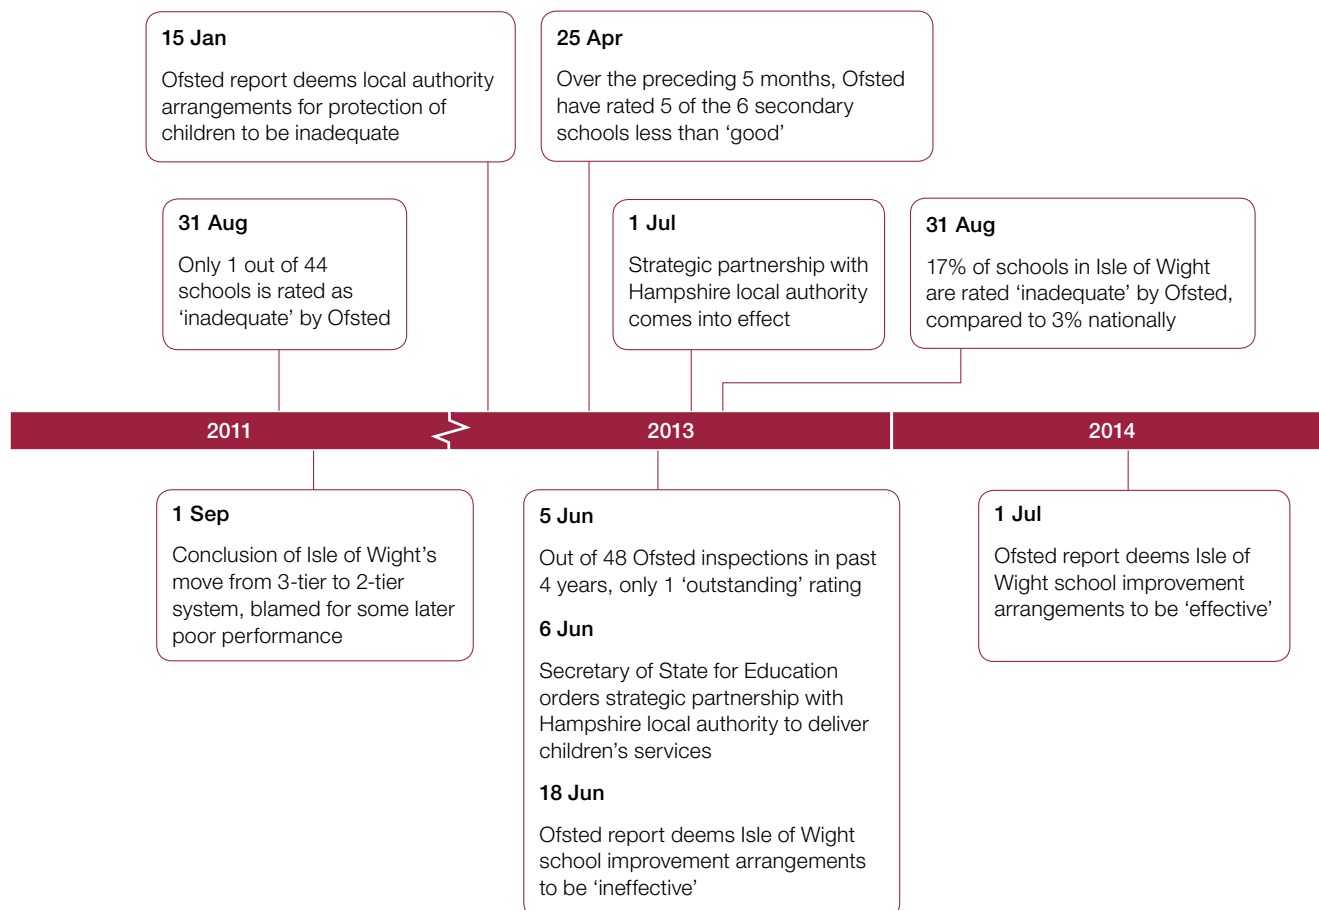 15 Jan
Ofsted report deems local authority
arrangements for protection of
children to be inadequate
25 Apr
Over the preceding 5 months, Ofsted
have rated 5 of the 6 secondary
schools less than ‘good’
31 Aug
Only 1 out of 44
schools is rated as
‘inadequate’ by Ofsted
1 Jul
Strategic partnership with
Hampshire local authority
comes into effect
31 Aug
17% of schools in Isle of Wight
are rated ‘inadequate’ by Ofsted,
compared to 3% nationally
2011
2013
2014
1 Sep
Conclusion of Isle of Wight’s
move from 3-tier to 2-tier
system, blamed for some later
poor performance
5 Jun
Out of 48 Ofsted inspections in past
4 years, only 1 ‘outstanding’ rating
6 Jun
Secretary of State for Education
orders strategic partnership with
Hampshire local authority to deliver
children’s services
18 Jun
Ofsted report deems Isle of Wight
school improvement arrangements
to be ‘ineffective’
1 Jul
Ofsted report deems Isle of
Wight school improvement
arrangements to be ‘effective’